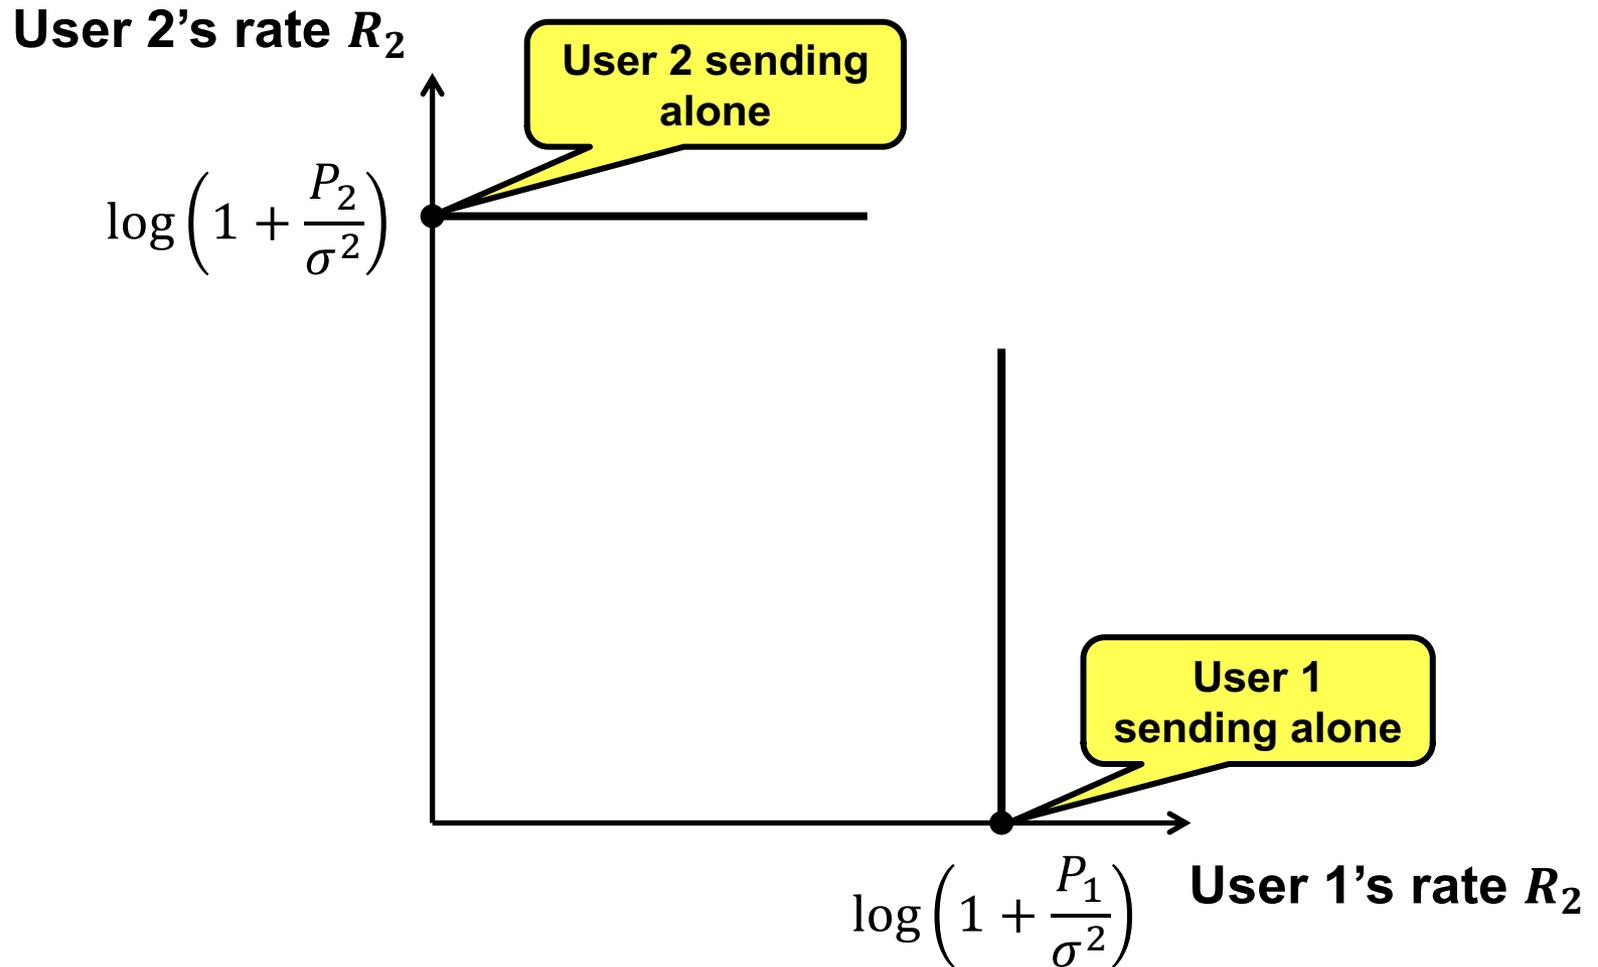 User 2’s rate R₂
User 2 sending
alone
log(1 + P₂/σ²)
User 1
sending alone
log(1 + P₁/σ²)
User 1’s rate R₂